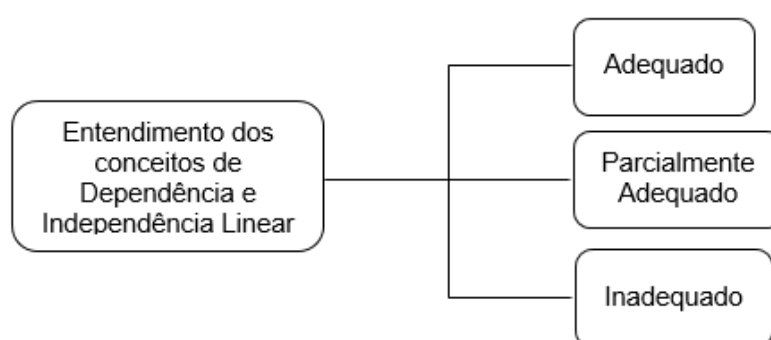 Entendimento dos
conceitos de
Dependência e
Independência Linear
Adequado
Parcialmente
Adequado
Inadequado